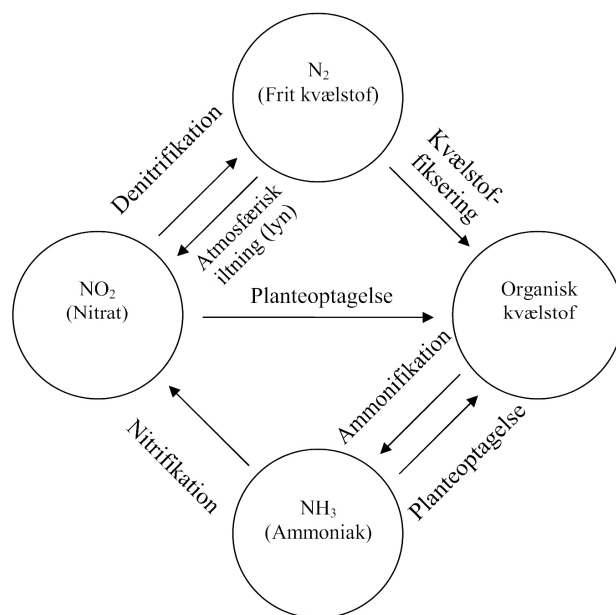 N₂
(Frit kvælstof)
Denitrifikation
Atmosfærisk
iltning (lyn)
Kvælstof-
fiksering
NO₂
(Nitrat)
Planteoptagelse
Organisk
kvælstof
Ammonifikation
Planteoptagelse
Nitrifikation
NH₃
(Ammoniak)